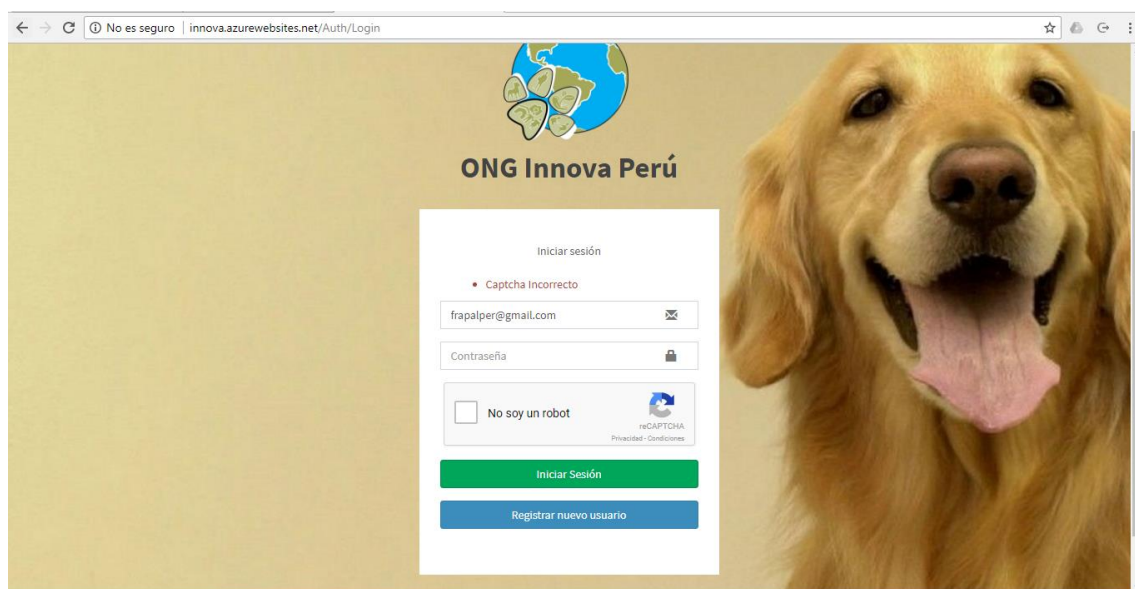 No es seguro | innova.azurewebsites.net/Auth/Login
ONG Innova Perú
Iniciar sesión
• Captcha Incorrecto
frapalper@gmail.com
Contraseña
No soy un robot
reCAPTCHA
Privacidad - Condiciones
Iniciar Sesión
Registrar nuevo usuario